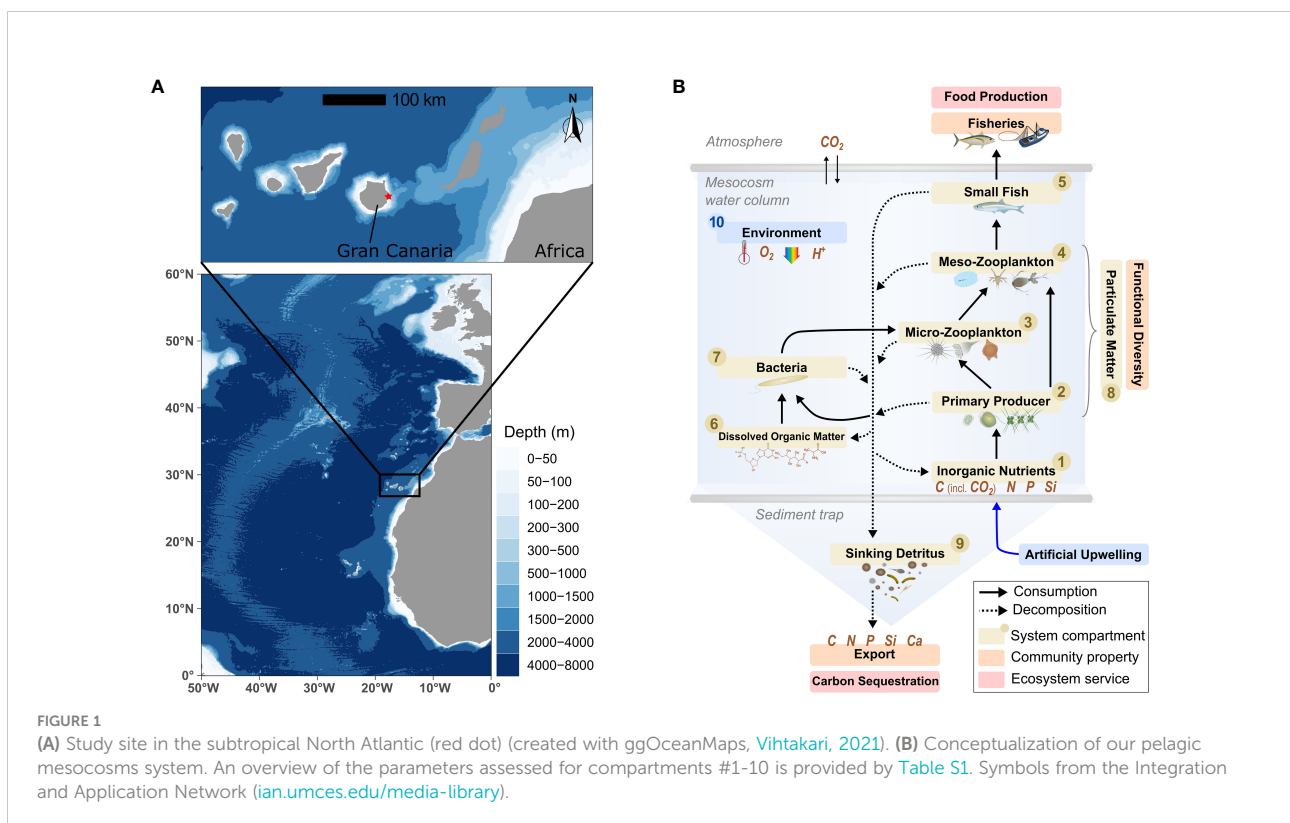 A
100 km
N
Gran Canaria
Africa
60°N
50°N
40°N
30°N
20°N
10°N
0°
50°W
40°W
30°W
20°W
10°W
0°
Depth (m)
0−50
50−100
100−200
200−300
300−500
500−1000
1000−1500
1500−2000
2000−4000
4000−8000
B
Food Production
Fisheries
Atmosphere
CO2
Mesocosm
water column
5
Small Fish
10
Environment
O2
H+
4
Meso-Zooplankton
3
Micro-Zooplankton
7
Bacteria
2
Primary Producer
6
Dissolved Organic Matter
1
Inorganic Nutrients
C (incl. CO2) N P Si
Particulate Matter
8
Functional Diversity
Sediment trap
Sinking Detritus
9
Artificial Upwelling
C N P Si Ca
Export
Carbon Sequestration
Consumption
Decomposition
System compartment
Community property
Ecosystem service
FIGURE 1
(A) Study site in the subtropical North Atlantic (red dot) (created with ggOceanMaps, Vihtakari, 2021). (B) Conceptualization of our pelagic
mesocosms system. An overview of the parameters assessed for compartments #1-10 is provided by Table S1. Symbols from the Integration
and Application Network (ian.umces.edu/media-library).